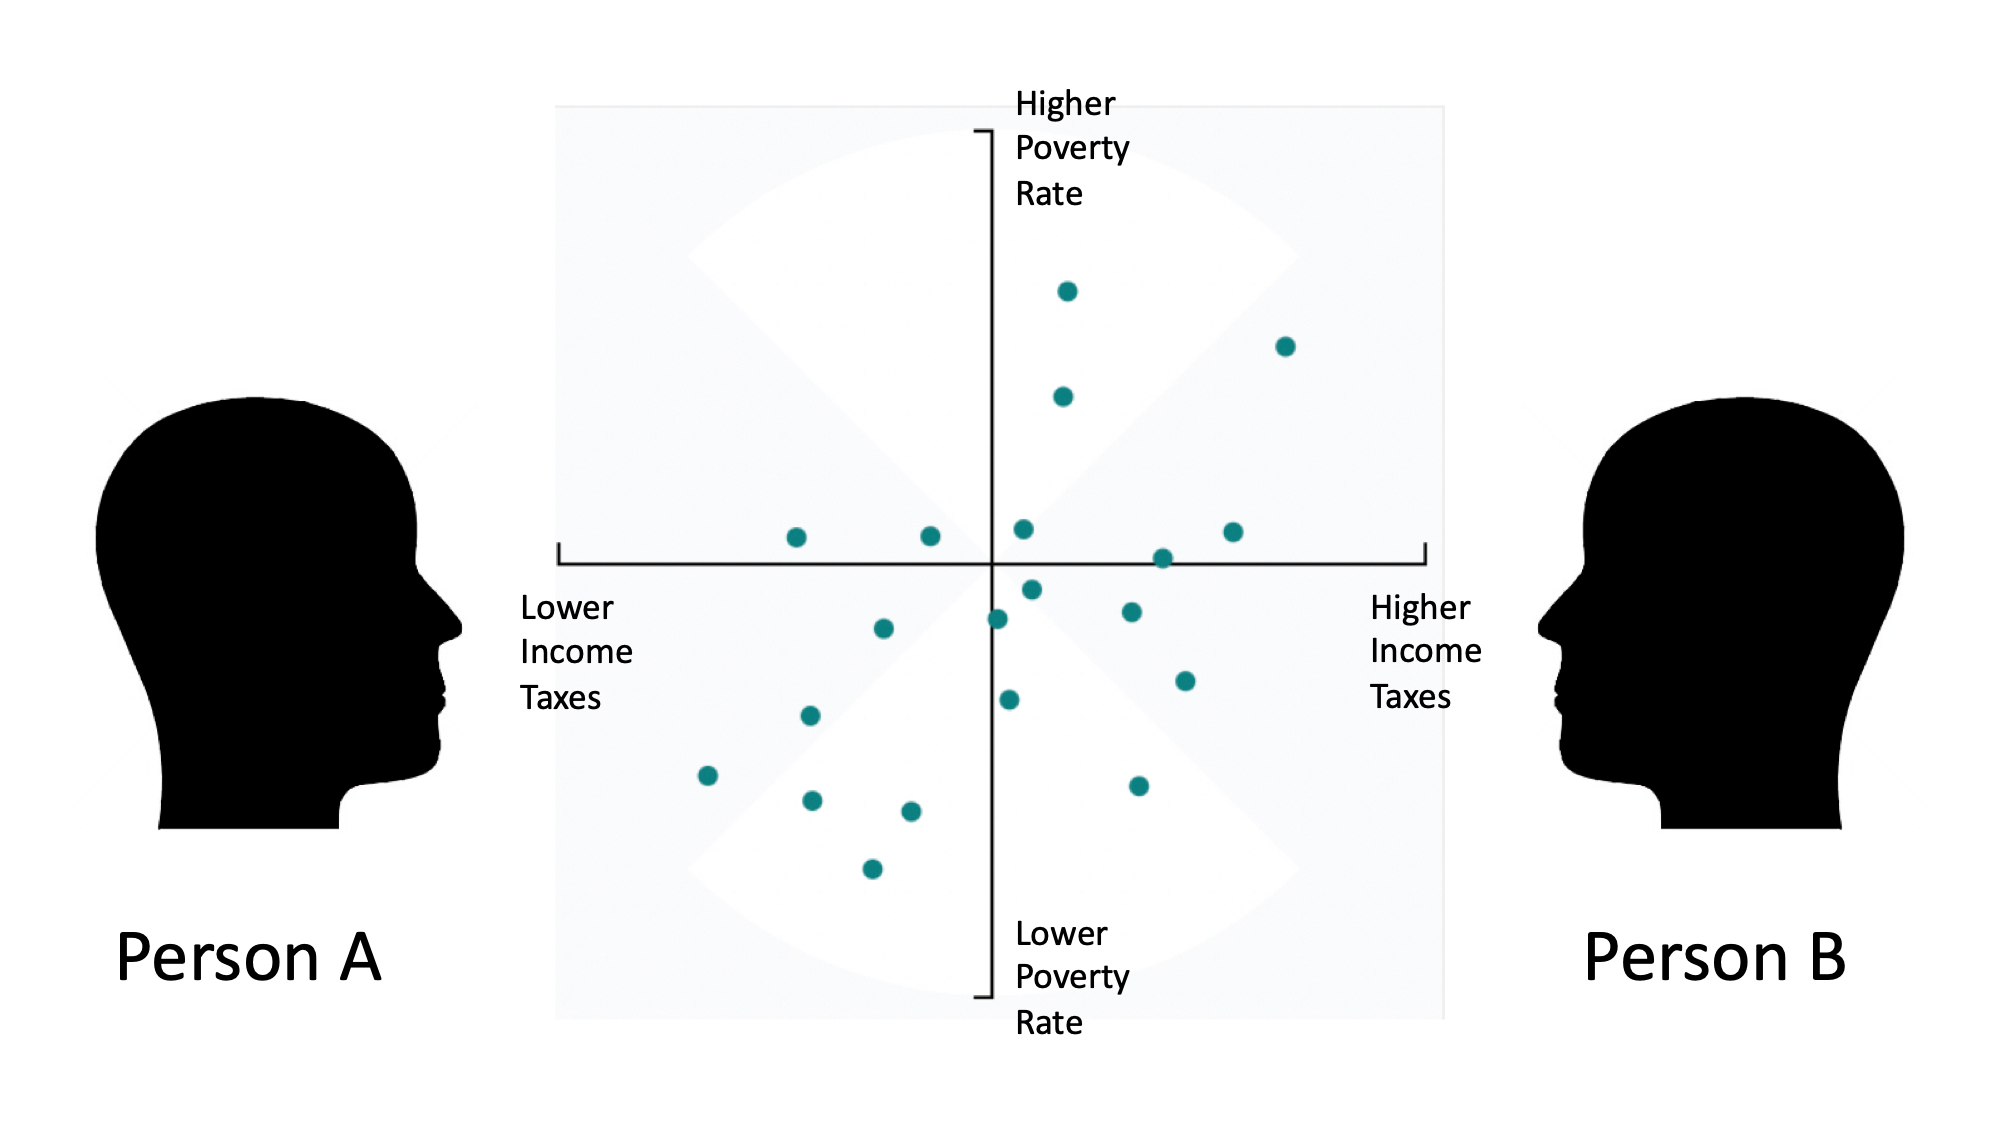 Higher
Poverty
Rate
Lower
Income
Taxes
Higher
Income
Taxes
Lower
Poverty
Rate
Person A
Person B